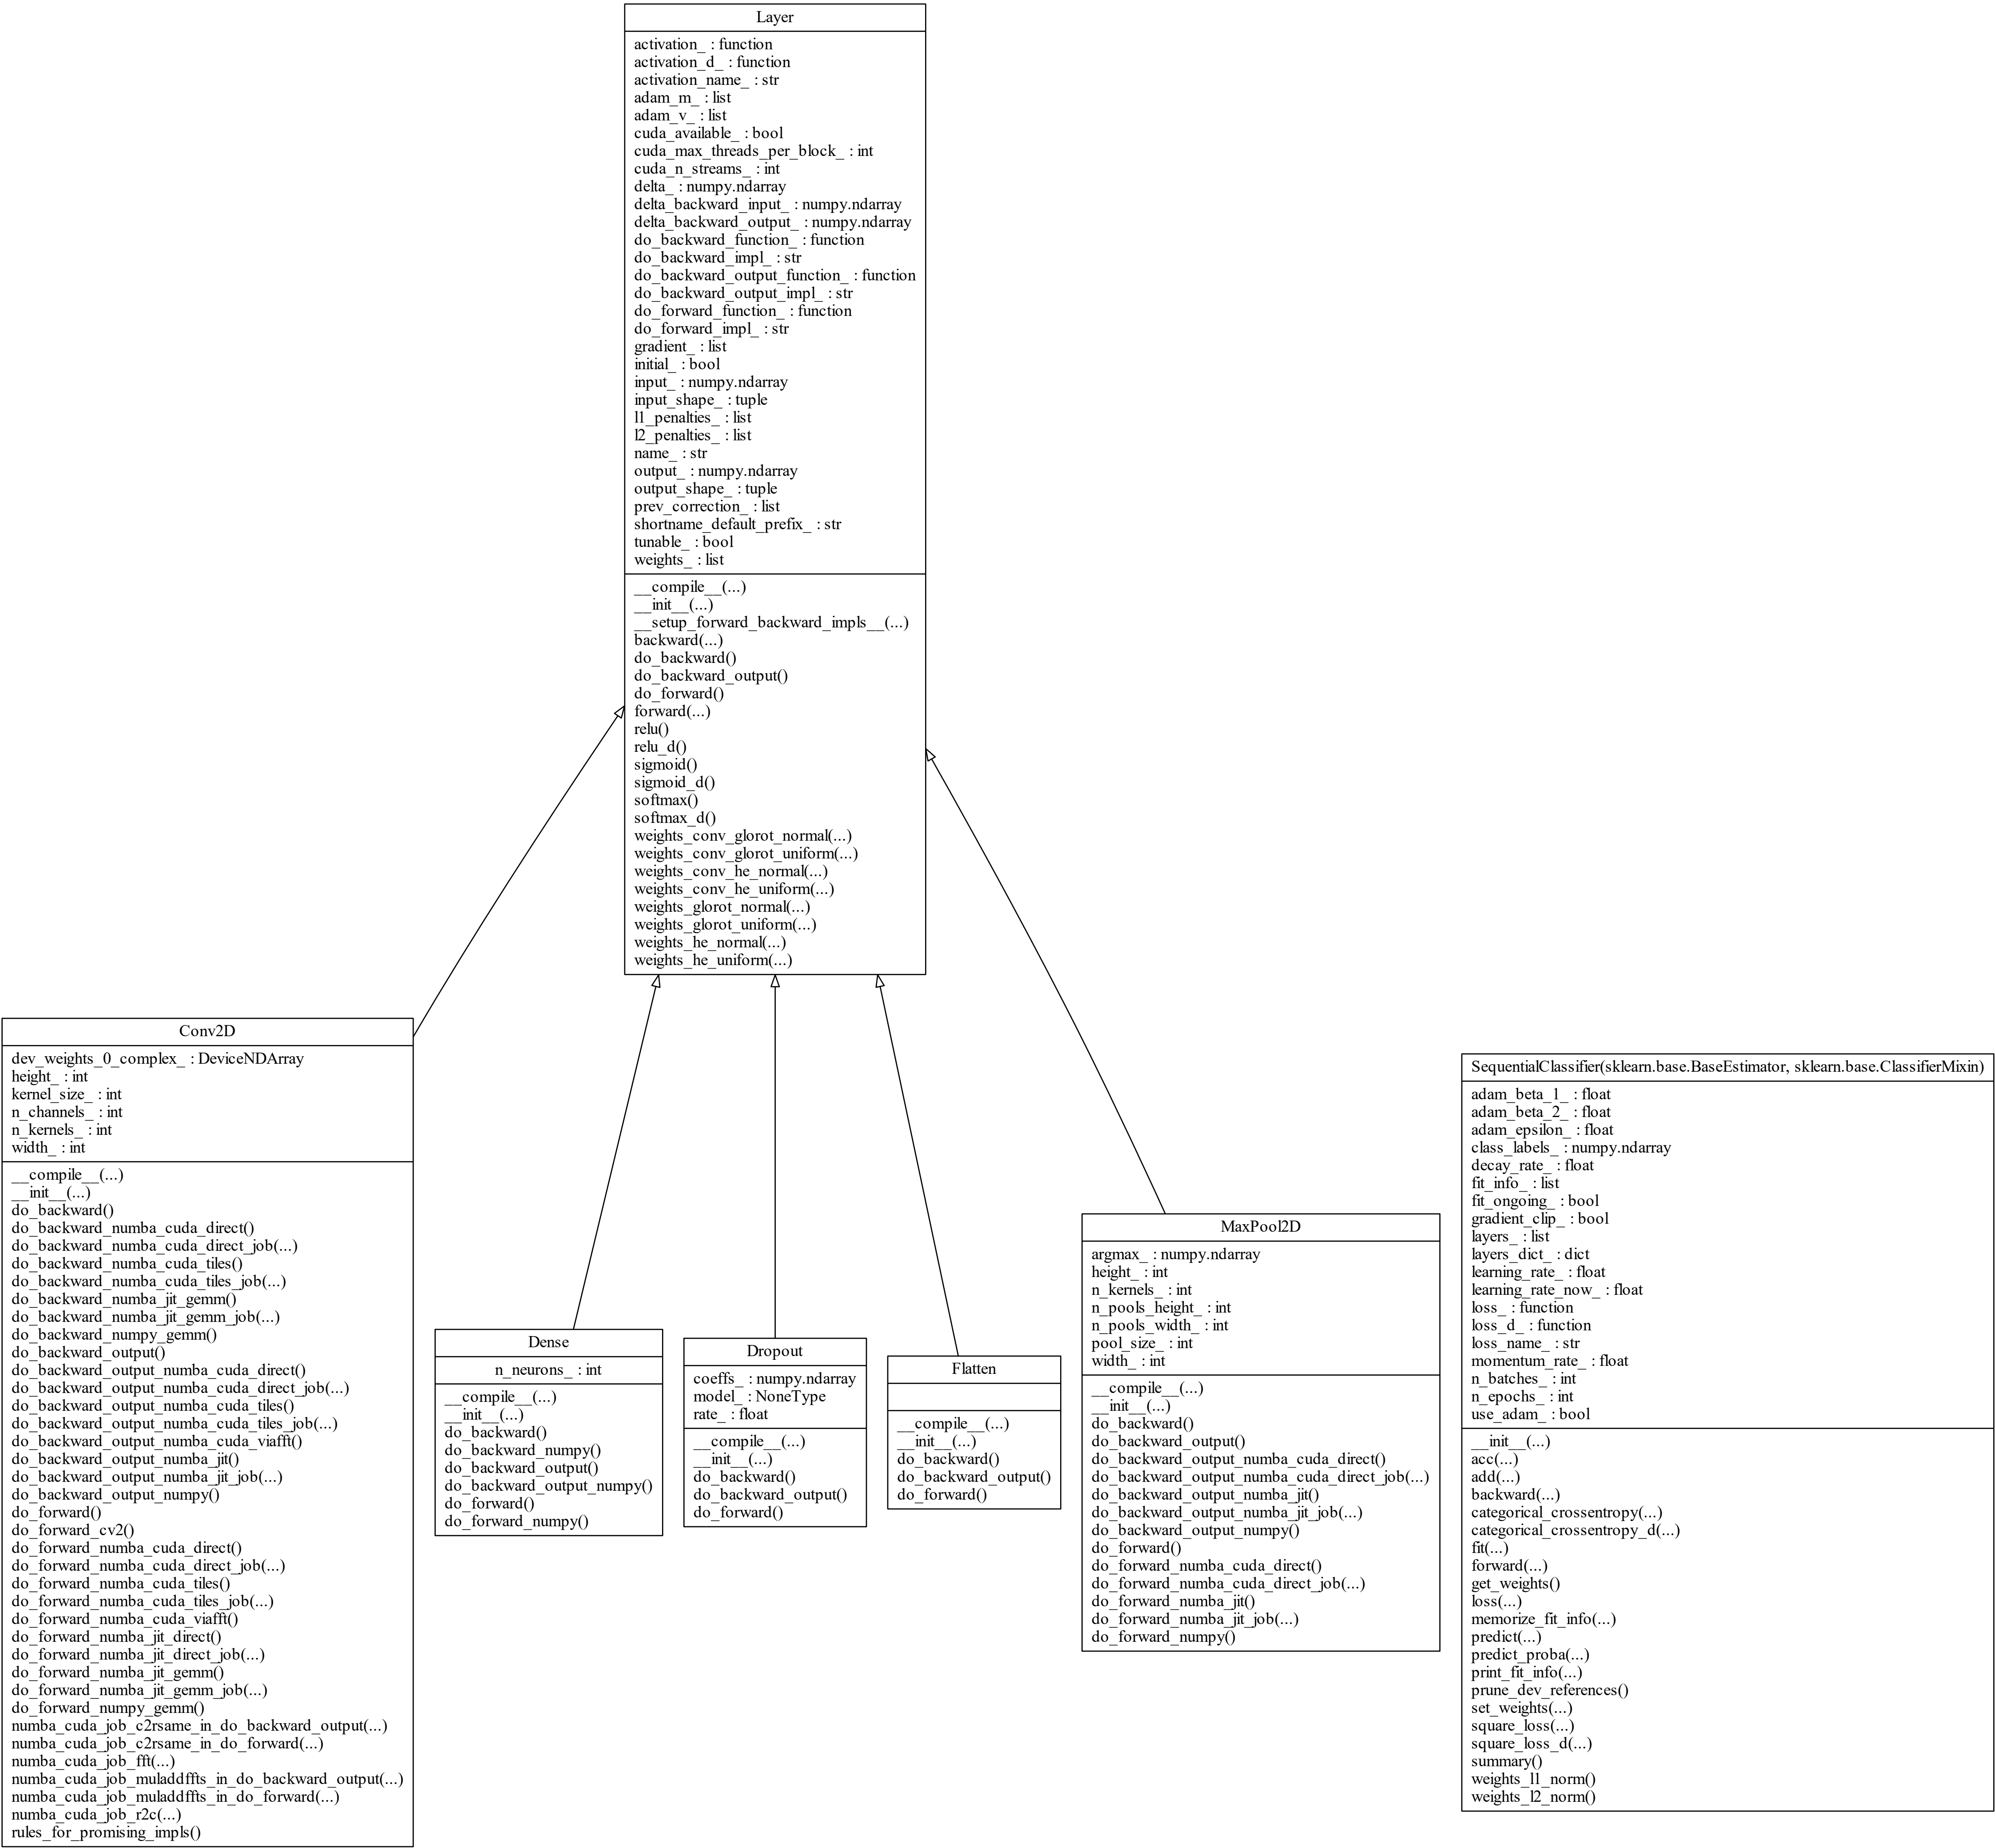 Layer
activation_ : function
activation_d_ : function
activation_name_ : str
adam_m_ : list
adam_v_ : list
cuda_available_ : bool
cuda_max_threads_per_block_ : int
cuda_n_streams_ : int
delta_ : numpy.ndarray
delta_backward_input_ : numpy.ndarray
delta_backward_output_ : numpy.ndarray
do_backward_function_ : function
do_backward_impl_ : str
do_backward_output_function_ : function
do_backward_output_impl_ : str
do_forward_function_ : function
do_forward_impl_ : str
gradient_ : list
initial_ : bool
input_ : numpy.ndarray
input_shape_ : tuple
l1_penalties_ : list
l2_penalties_ : list
name_ : str
output_ : numpy.ndarray
output_shape_ : tuple
prev_correction_ : list
shortname_default_prefix_ : str
tunable_ : bool
weights_ : list
__compile__(...)
__init__(...)
__setup_forward_backward_impls__(...)
backward(...)
do_backward()
do_backward_output()
do_forward()
forward(...)
relu()
relu_d()
sigmoid()
sigmoid_d()
softmax()
softmax_d()
weights_conv_glorot_normal(...)
weights_conv_glorot_uniform(...)
weights_conv_he_normal(...)
weights_conv_he_uniform(...)
weights_glorot_normal(...)
weights_glorot_uniform(...)
weights_he_normal(...)
weights_he_uniform(...)
Conv2D
dev_weights_0_complex_ : DeviceNDArray
height_ : int
kernel_size_ : int
n_channels_ : int
n_kernels_ : int
width_ : int
__compile__(...)
__init__(...)
do_backward()
do_backward_numba_cuda_direct()
do_backward_numba_cuda_direct_job(...)
do_backward_numba_cuda_tiles()
do_backward_numba_cuda_tiles_job(...)
do_backward_numba_jit_gemm()
do_backward_numba_jit_gemm_job(...)
do_backward_numpy_gemm()
do_backward_output()
do_backward_output_numba_cuda_direct()
do_backward_output_numba_cuda_direct_job(...)
do_backward_output_numba_cuda_tiles()
do_backward_output_numba_cuda_tiles_job(...)
do_backward_output_numba_cuda_viafft()
do_backward_output_numba_jit()
do_backward_output_numba_jit_job(...)
do_backward_output_numpy()
do_forward()
do_forward_cv2()
do_forward_numba_cuda_direct()
do_forward_numba_cuda_direct_job(...)
do_forward_numba_cuda_tiles()
do_forward_numba_cuda_tiles_job(...)
do_forward_numba_cuda_viafft()
do_forward_numba_jit_direct()
do_forward_numba_jit_direct_job(...)
do_forward_numba_jit_gemm()
do_forward_numba_jit_gemm_job(...)
do_forward_numpy_gemm()
numba_cuda_job_c2rsame_in_do_backward_output(...)
numba_cuda_job_c2rsame_in_do_forward(...)
numba_cuda_job_fft(...)
numba_cuda_job_muladdffts_in_do_backward_output(...)
numba_cuda_job_muladdffts_in_do_forward(...)
numba_cuda_job_r2c(...)
rules_for_promising_impls()
Dense
n_neurons_ : int
__compile__(...)
__init__(...)
do_backward()
do_backward_numpy()
do_backward_output()
do_backward_output_numpy()
do_forward()
do_forward_numpy()
Dropout
coeffs_ : numpy.ndarray
model_ : NoneType
rate_ : float
__compile__(...)
__init__(...)
do_backward()
do_backward_output()
do_forward()
Flatten
__compile__(...)
__init__(...)
do_backward()
do_backward_output()
do_forward()
MaxPool2D
argmax_ : numpy.ndarray
height_ : int
n_kernels_ : int
n_pools_height_ : int
n_pools_width_ : int
pool_size_ : int
width_ : int
__compile__(...)
__init__(...)
do_backward()
do_backward_output()
do_backward_output_numba_cuda_direct()
do_backward_output_numba_cuda_direct_job(...)
do_backward_output_numba_jit()
do_backward_output_numba_jit_job(...)
do_backward_output_numpy()
do_forward()
do_forward_numba_cuda_direct()
do_forward_numba_cuda_direct_job(...)
do_forward_numba_jit()
do_forward_numba_jit_job(...)
do_forward_numpy()
SequentialClassifier(sklearn.base.BaseEstimator, sklearn.base.ClassifierMixin)
adam_beta_1_ : float
adam_beta_2_ : float
adam_epsilon_ : float
class_labels_ : numpy.ndarray
decay_rate_ : float
fit_info_ : list
fit_ongoing_ : bool
gradient_clip_ : bool
layers_ : list
layers_dict_ : dict
learning_rate_ : float
learning_rate_now_ : float
loss_ : function
loss_d_ : function
loss_name_ : str
momentum_rate_ : float
n_batches_ : int
n_epochs_ : int
use_adam_ : bool
__init__(...)
acc(...)
add(...)
backward(...)
categorical_crossentropy(...)
categorical_crossentropy_d(...)
fit(...)
forward(...)
get_weights()
loss(...)
memorize_fit_info(...)
predict(...)
predict_proba(...)
print_fit_info(...)
prune_dev_references()
set_weights(...)
square_loss(...)
square_loss_d(...)
summary()
weights_l1_norm()
weights_l2_norm()